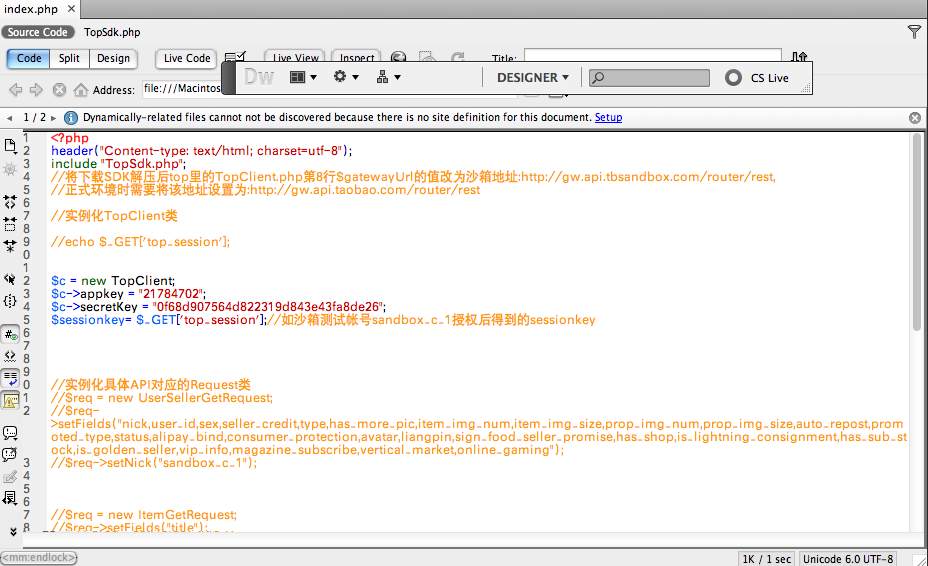 index.php ×
Source Code TopSdk.php
Code Split Design Live Code Live View Inspect Title:
Dw DESIGNER CS Live
Address: file:///Macintos
1 / 2 Dynamically-related files cannot not be discovered because there is no site definition for this document. Setup
1 <?php
2 header("Content-type: text/html; charset=utf-8");
3 include "TopSdk.php";
4 //将下载SDK解压后top里的TopClient.php第8行$gatewayUrl的值改为沙箱地址:http://gw.api.tbsandbox.com/router/rest,
5 //正式环境时需要将该地址设置为:http://gw.api.taobao.com/router/rest
6
7 //实例化TopClient类
8
9 //echo $_GET['top_session'];
0
1
2 $c = new TopClient;
3 $c->appkey = "21784702";
4 $c->secretKey = "0f68d907564d822319d843e43fa8de26";
5 $sessionkey= $_GET['top_session'];//如沙箱测试帐号sandbox_c_1授权后得到的sessionkey
6
7
8
9
0 //实例化具体API对应的Request类
1 //$req = new UserSellerGetRequest;
2 //$req-
>setFields("nick,user_id,sex,seller_credit,type,has_more_pic,item_img_num,item_img_size,prop_img_num,prop_img_size,auto_repost,promo
oted_type,status,alipay_bind,consumer_protection,avatar,liangpin,sign_food_seller_promise,has_shop,is_lightning_consignment,has_sub_st
ock,is_golden_seller,vip_info,magazine_subscribe,vertical_market,online_gaming");
3 //$req->setNick("sandbox_c_1");
4
5
6
7 //$req = new ItemGetRequest;
8 //$req->setFields("title");
<mm:endlock> 1K / 1 sec Unicode 6.0 UTF-8